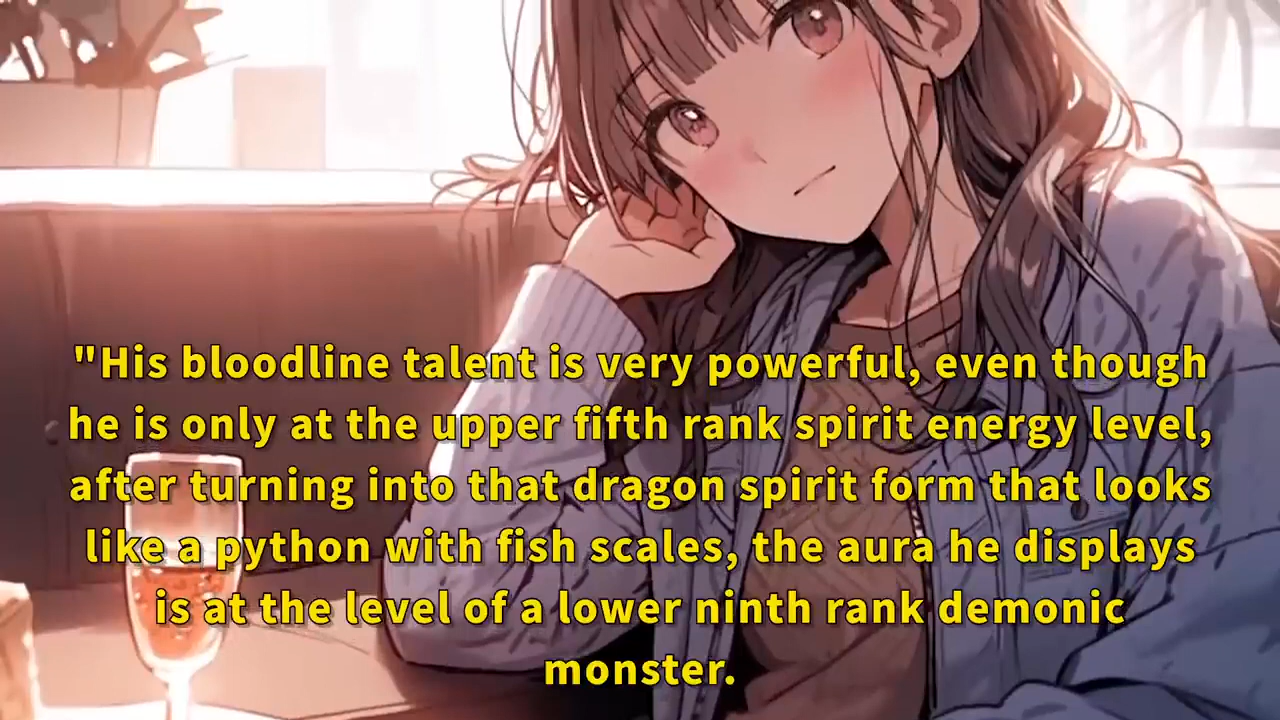 "His bloodline talent is very powerful, even though
he is only at the upper fifth rank spirit energy level,
after turning into that dragon spirit form that looks
like a python with fish scales, the aura he displays
is at the level of a lower ninth rank demonic
monster.